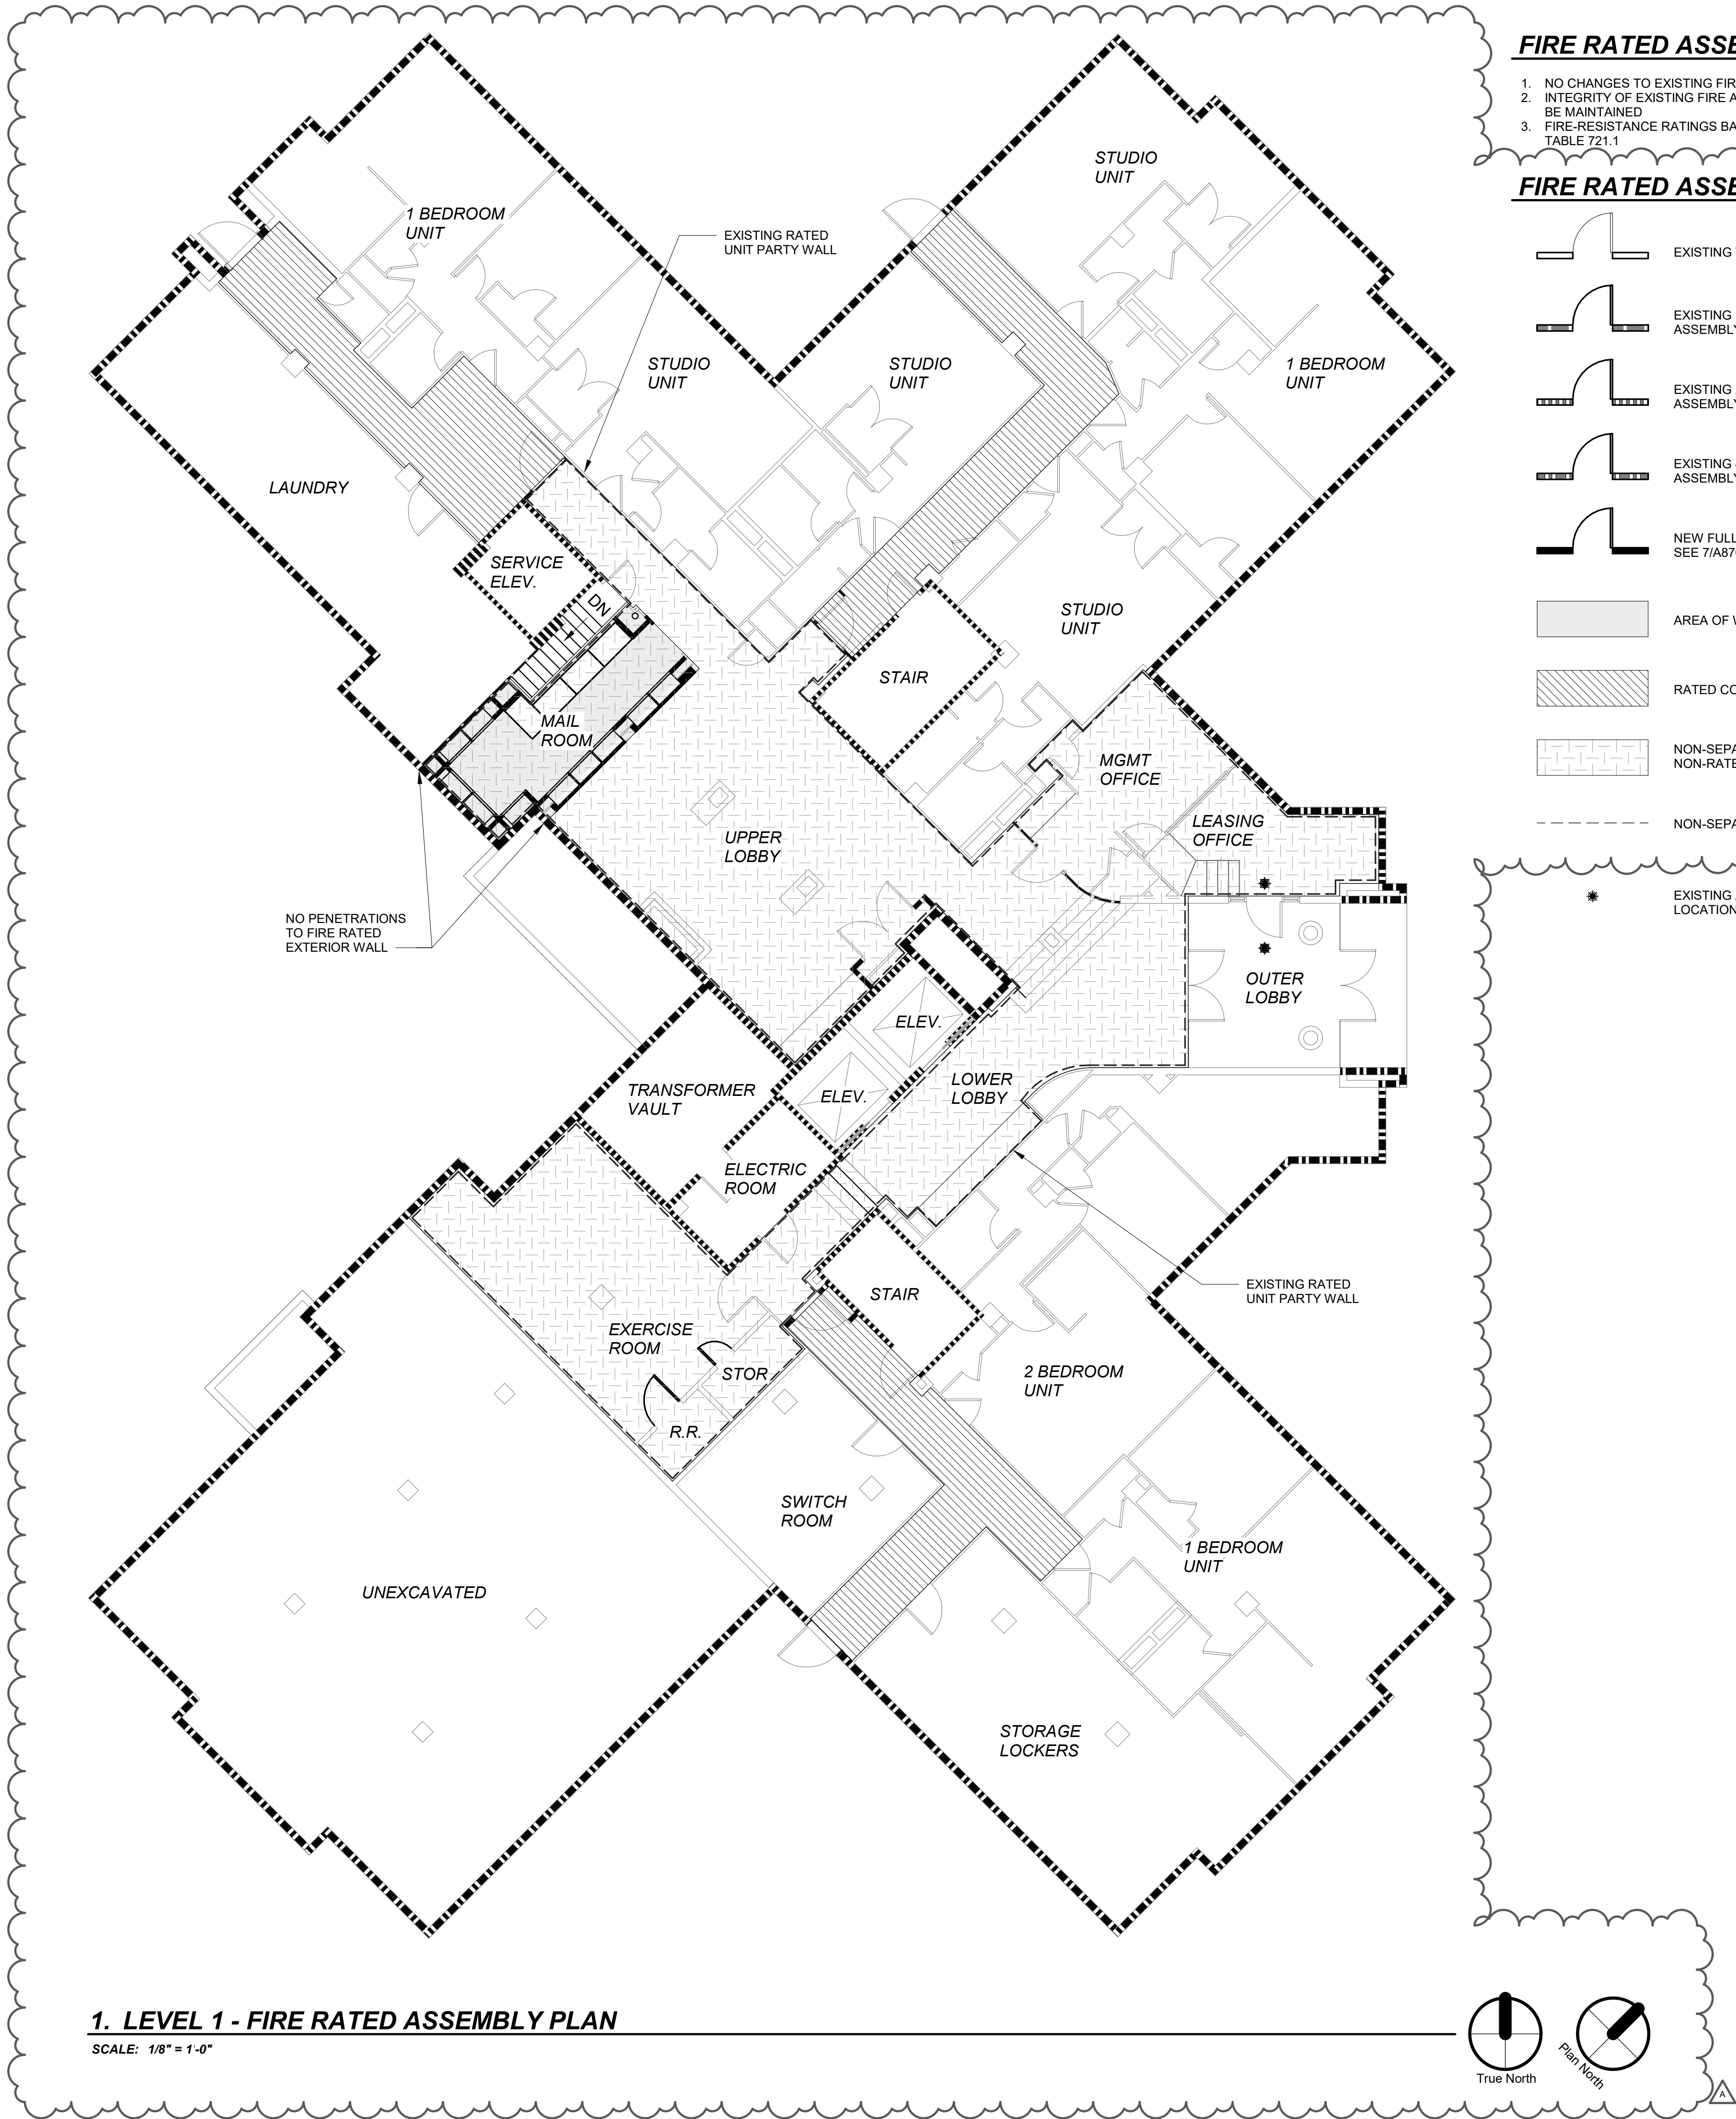 FIRE RATED ASSE
1. NO CHANGES TO EXISTING FIR
2. INTEGRITY OF EXISTING FIRE A
BE MAINTAINED
3. FIRE-RESISTANCE RATINGS BA
TABLE 721.1
FIRE RATED ASSE
EXISTING
EXISTING
ASSEMBLY
EXISTING
ASSEMBLY
EXISTING
ASSEMBLY
NEW FULL
SEE 7/A87
AREA OF W
RATED CO
NON-SEPA
NON-RATE
NON-SEPA
EXISTING
LOCATION
STUDIO
UNIT
1 BEDROOM
UNIT
EXISTING RATED
UNIT PARTY WALL
STUDIO
UNIT
STUDIO
UNIT
1 BEDROOM
UNIT
LAUNDRY
SERVICE
ELEV.
DN
STUDIO
UNIT
STAIR
MAIL
ROOM
MGMT
OFFICE
LEASING
OFFICE
UPPER
LOBBY
NO PENETRATIONS
TO FIRE RATED
EXTERIOR WALL
OUTER
LOBBY
ELEV.
LOWER
LOBBY
TRANSFORMER
VAULT
ELEV.
ELECTRIC
ROOM
STAIR
EXISTING RATED
UNIT PARTY WALL
EXERCISE
ROOM
STOR.
2 BEDROOM
UNIT
R.R.
SWITCH
ROOM
1 BEDROOM
UNIT
UNEXCAVATED
STORAGE
LOCKERS
1. LEVEL 1 - FIRE RATED ASSEMBLY PLAN
SCALE: 1/8" = 1'-0"
True North
Plan North
A